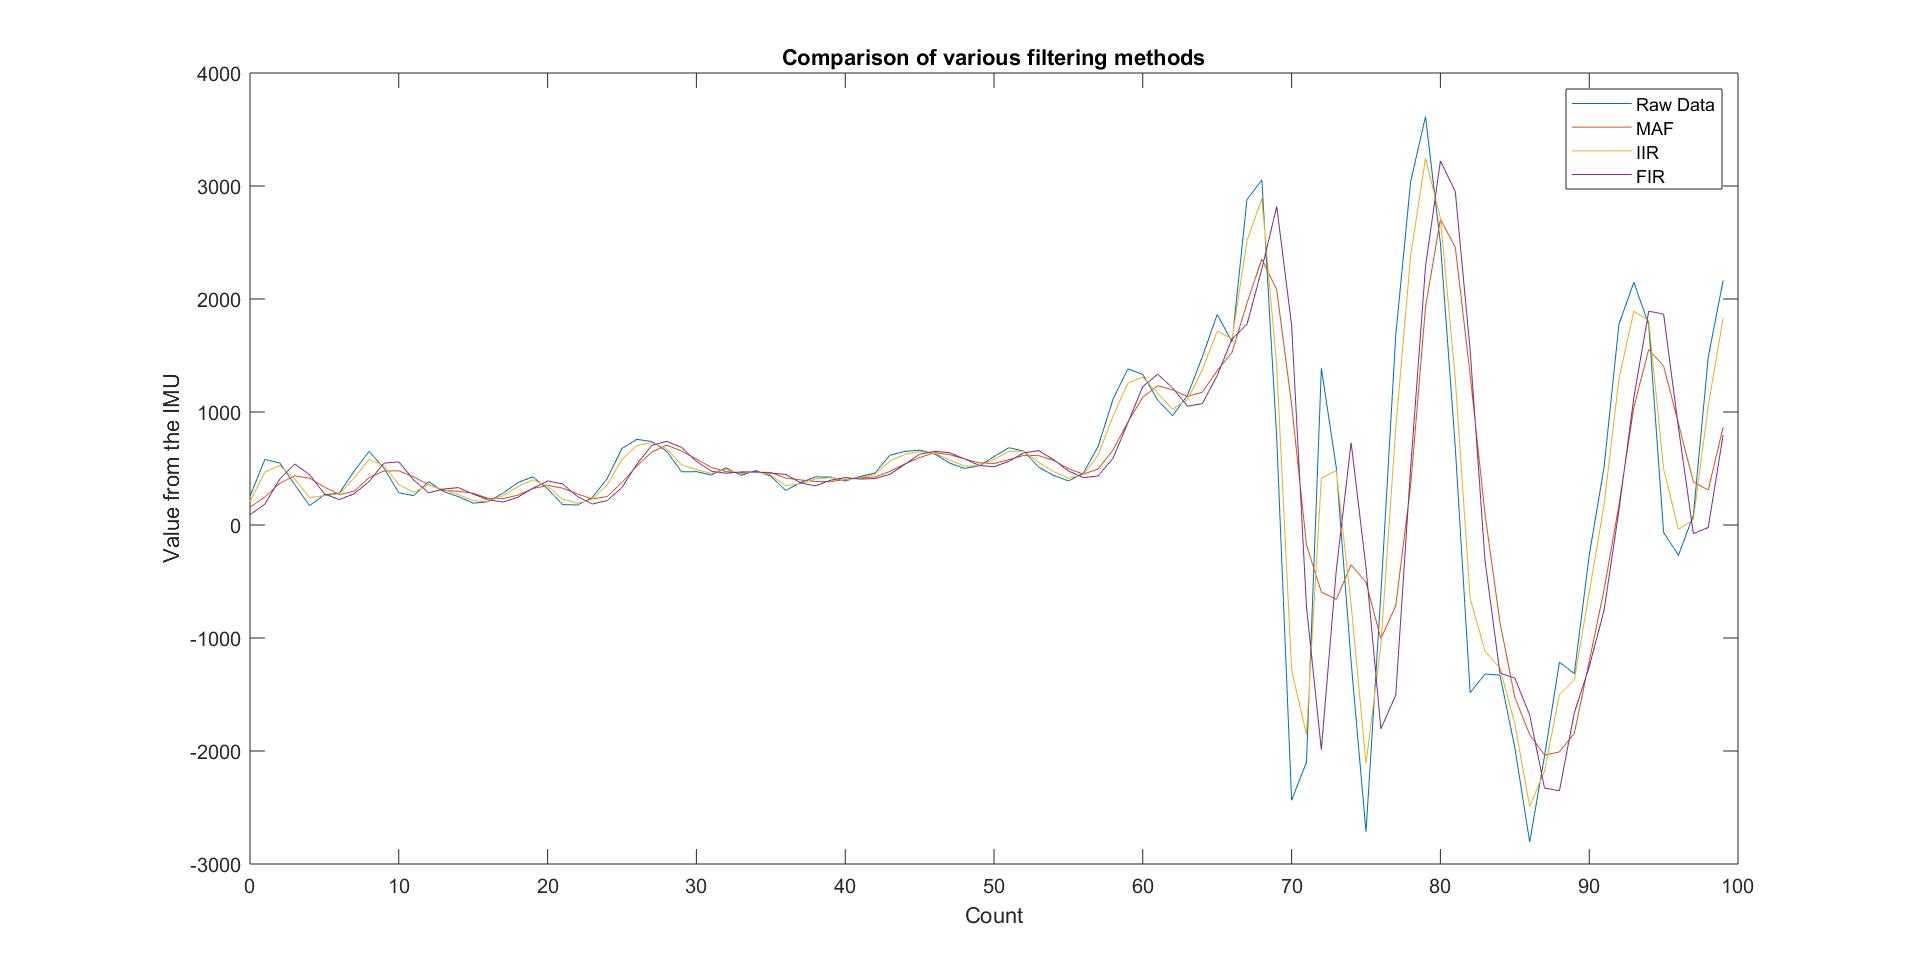 Comparison of various filtering methods
4000
3000
2000
1000
0
-1000
-2000
-3000
Value from the IMU
Raw Data
MAF
IIR
FIR
0 10 20 30 40 50 60 70 80 90 100
Count